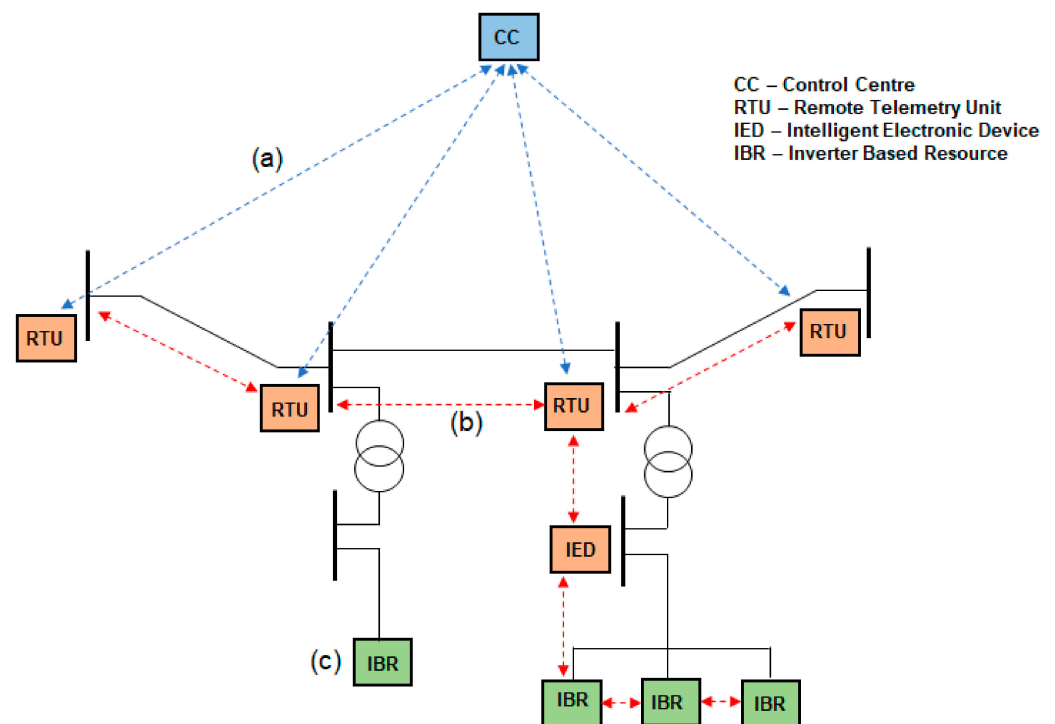 CC
CC – Control Centre
RTU – Remote Telemetry Unit
IED – Intelligent Electronic Device
IBR – Inverter Based Resource
(a)
RTU
RTU
RTU
RTU
(b)
IED
(c)
IBR
IBR
IBR
IBR